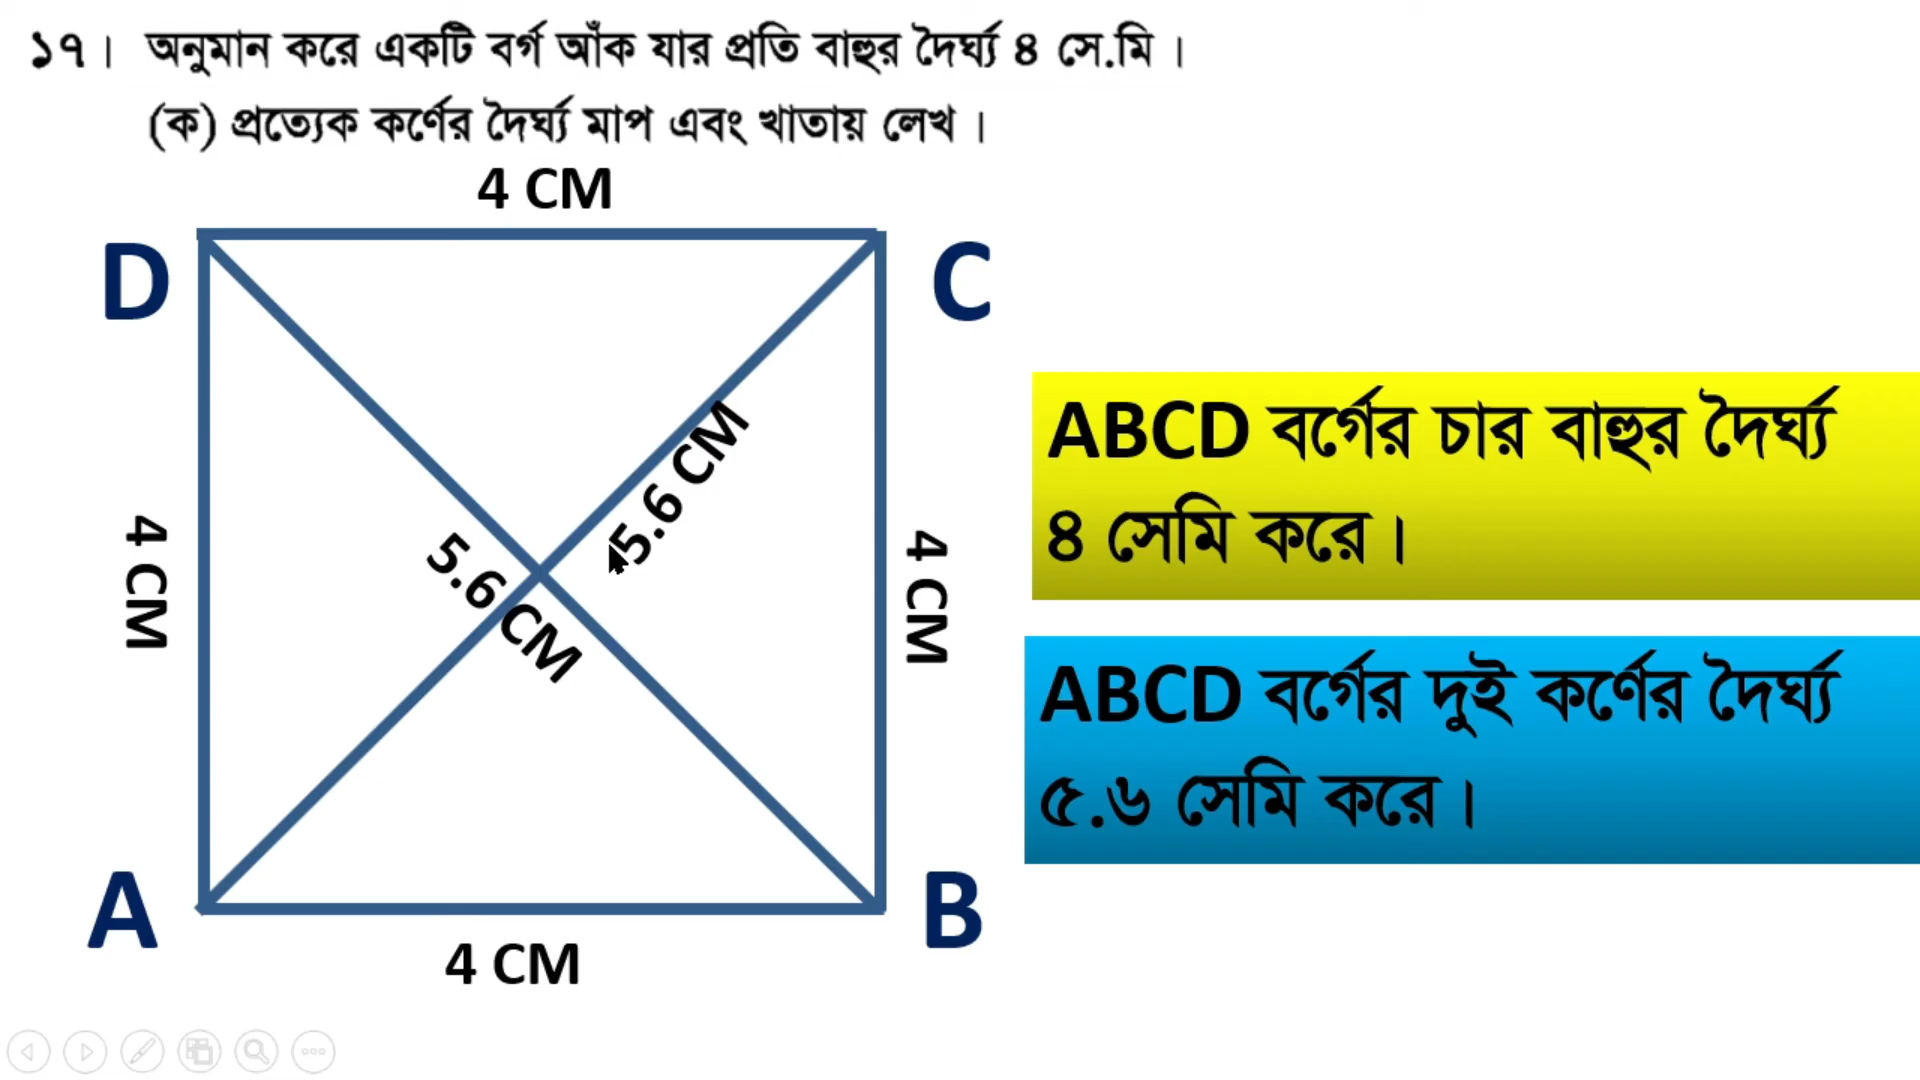 ১৭। অনুমান করে একটি বর্গ আঁক যার প্রতি বাহুর দৈর্ঘ্য ৪ সে.মি।
(ক) প্রত্যেক কর্ণের দৈর্ঘ্য মাপ এবং খাতায় লেখ।
4 CM
D
C
5.6 CM
5.6 CM
4 CM
4 CM
A
B
4 CM
ABCD বর্গের চার বাহুর দৈর্ঘ্য
৪ সেমি করে।
ABCD বর্গের দুই কর্ণের দৈর্ঘ্য
৫.৬ সেমি করে।